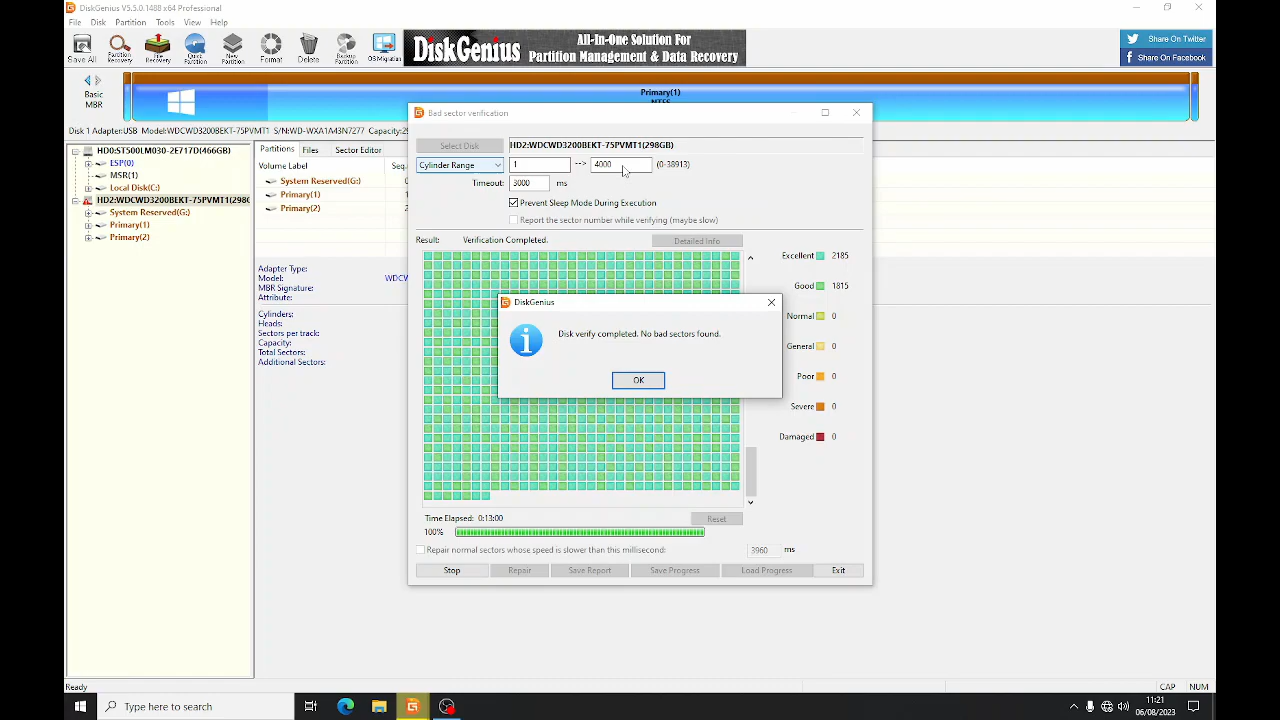 DiskGenius V5.5.0.1488 x64 Professional
File Disk Partition Tools View Help
Save All
Partition Recovery
File Recovery
Quick Partition
New Partition
Format
Delete
Backup Partition
OS Migration
DiskGenius
All-In-One Solution For
Partition Management & Data Recovery
Share On Twitter
Share On Facebook
Basic
MBR
Primary(1)
NTFS
Disk 1 Adapter:USB Model:WDCWD3200BEKT-75PVMT1 S/N:WD-WXA1A43N7277
HD0:ST500LM030-2E717D(466GB)
ESP(0)
MSR(1)
Local Disk(C:)
HD2:WDCWD3200BEKT-75PVMT1(298G
System Reserved(G:)
Primary(1)
Primary(2)
Partitions Files Sector Editor
Volume Label Seq.
System Reserved(G:)
Primary(1)
Primary(2)
Adapter Type:
Model: WDCW
MBR Signature:
Attribute:
Cylinders:
Heads:
Sectors per track:
Capacity:
Total Sectors:
Additional Sectors:
Bad sector verification
Select Disk HD2:WDCWD3200BEKT-75PVMT1(298GB)
Cylinder Range 1 --> 4000 (0-38913)
Timeout: 3000 ms
Prevent Sleep Mode During Execution
Report the sector number while verifying (maybe slow)
Result: Verification Completed. Detailed Info
Excellent 2185
Good 1815
Normal 0
General 0
Poor 0
Severe 0
Damaged 0
DiskGenius
Disk verify completed. No bad sectors found.
OK
Time Elapsed: 0:13:00 Reset
100%
Repair normal sectors whose speed is slower than this millisecond: 3960 ms
Stop Repair Save Report Save Progress Load Progress Exit
Ready CAP NUM
Type here to search
11:21
06/08/2023